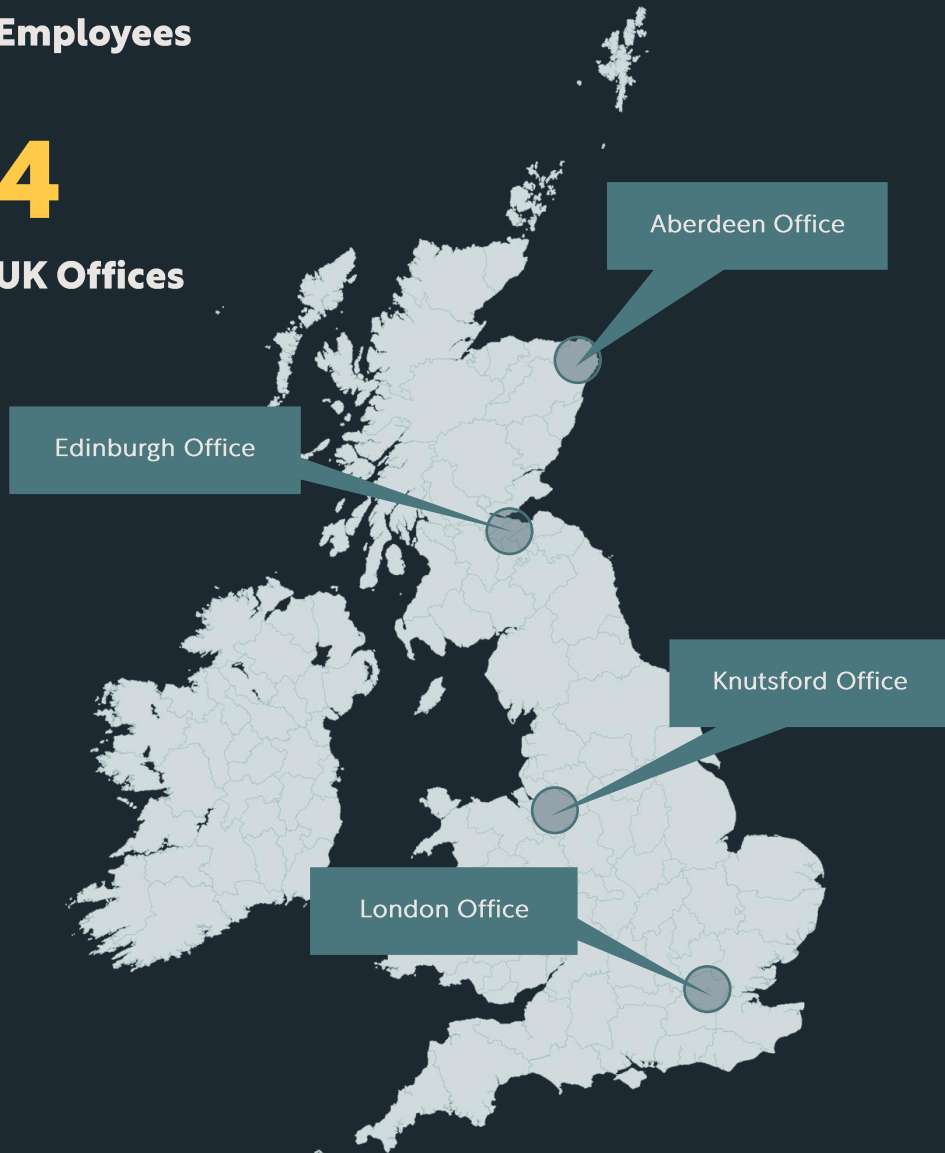 Employees
4
UK Offices
Aberdeen Office
Edinburgh Office
Knutsford Office
London Office